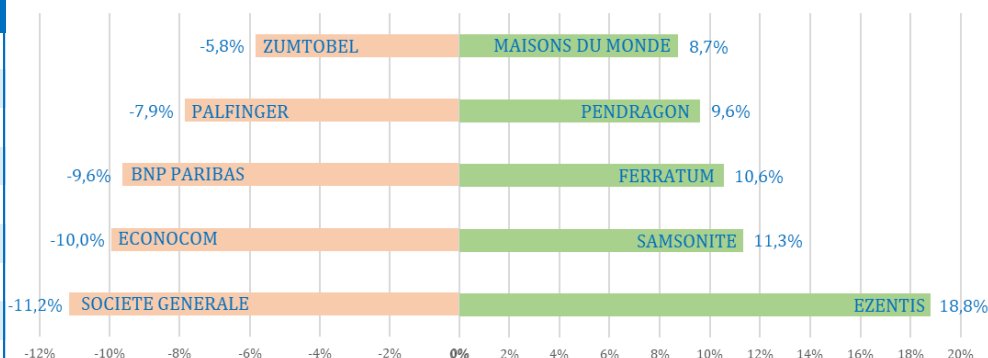 -5,8% ZUMTOBEL MAISONS DU MONDE 8,7%
-7,9% PALFINGER PENDRAGON 9,6%
-9,6% BNP PARIBAS FERRATUM 10,6%
-10,0% ECONOCOM SAMSONITE 11,3%
-11,2% SOCIETE GENERALE EZENTIS 18,8%
-12% -10% -8% -6% -4% -2% 0% 2% 4% 6% 8% 10% 12% 14% 16% 18% 20%